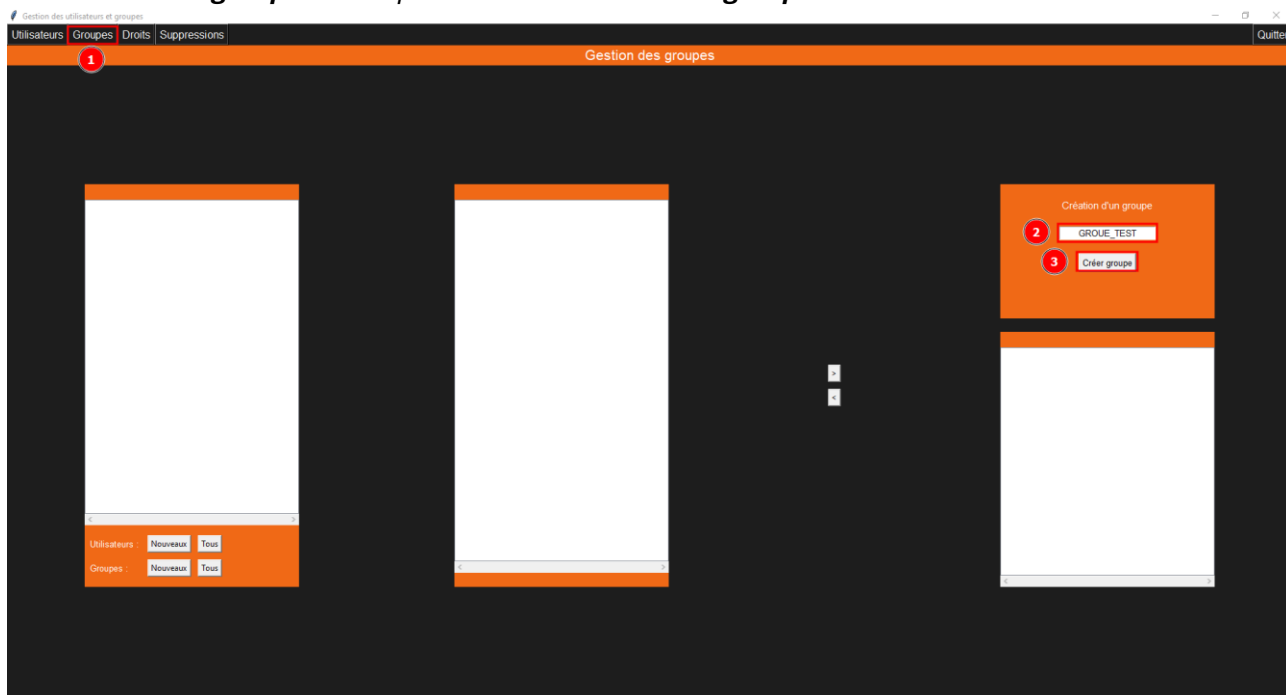 Gestion des utilisateurs et groupes
Utilisateurs Groupes Droits Suppressions Quitter
1
Gestion des groupes
Création d'un groupe
2 GROUE_TEST
3 Créer groupe
>
<
Utilisateurs : Nouveaux Tous
Groupes : Nouveaux Tous